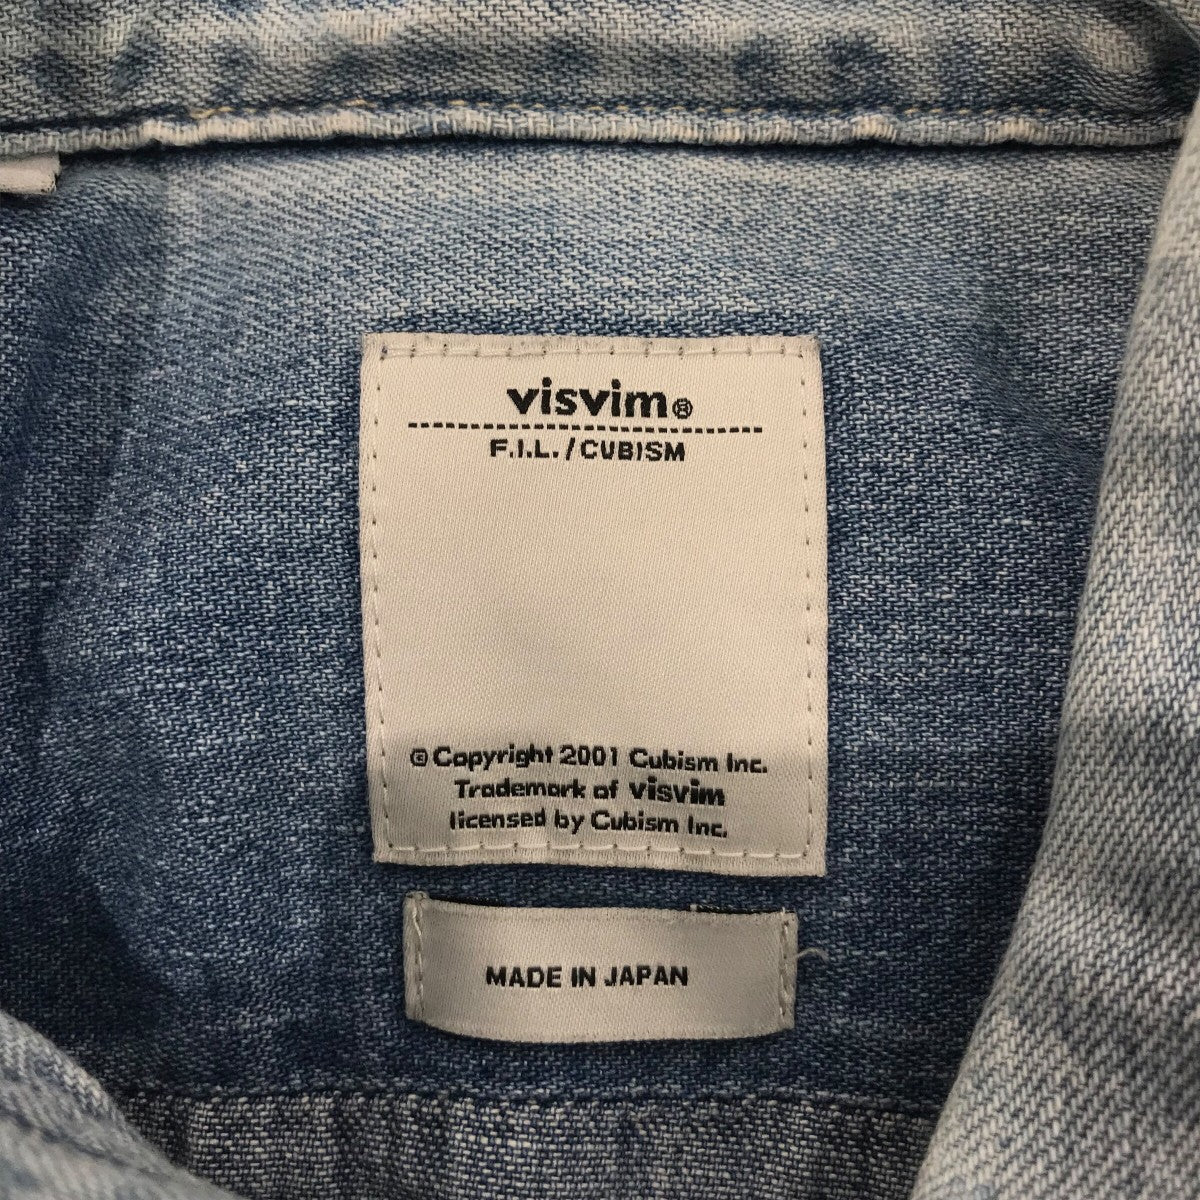 visvim®
F.I.L./CUBISM
© Copyright 2001 Cubism Inc.
Trademark of visvim
licensed by Cubism Inc.
MADE IN JAPAN